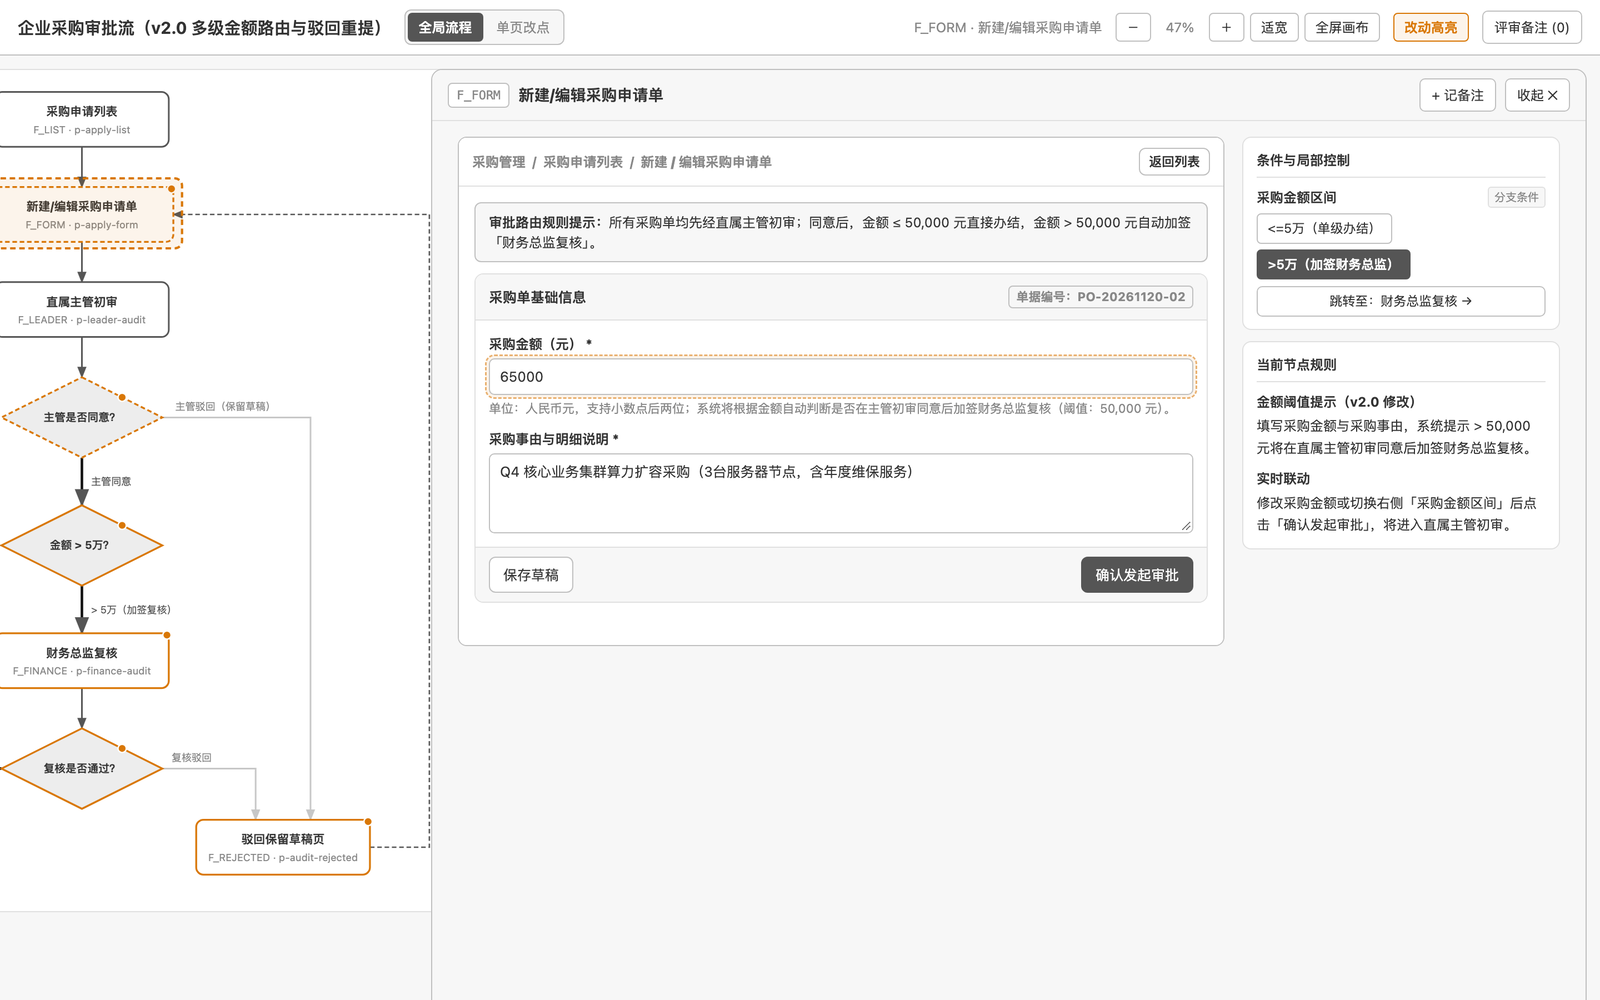 企业采购审批流（v2.0 多级金额路由与驳回重提）
全局流程
单页改点
F_FORM · 新建/编辑采购申请单
−
47%
+
适宽
全屏画布
改动高亮
评审备注 (0)
采购申请列表
F_LIST · p-apply-list
新建/编辑采购申请单
F_FORM · p-apply-form
直属主管初审
F_LEADER · p-leader-audit
主管是否同意?
主管驳回（保留草稿）
主管同意
金额 > 5万?
> 5万（加签复核）
财务总监复核
F_FINANCE · p-finance-audit
复核是否通过?
复核驳回
驳回保留草稿页
F_REJECTED · p-audit-rejected
F_FORM
新建/编辑采购申请单
+ 记备注
收起 ×
采购管理 / 采购申请列表 / 新建 / 编辑采购申请单
返回列表
审批路由规则提示：所有采购单均先经直属主管初审；同意后，金额 ≤ 50,000 元直接办结，金额 > 50,000 元自动加签
「财务总监复核」。
采购单基础信息
单据编号：PO-20261120-02
采购金额（元） *
65000
单位：人民币元，支持小数点后两位；系统将根据金额自动判断是否在主管初审同意后加签财务总监复核（阈值：50,000 元）。
采购事由与明细说明 *
Q4 核心业务集群算力扩容采购（3台服务器节点，含年度维保服务）
保存草稿
确认发起审批
条件与局部控制
采购金额区间
分支条件
<=5万（单级办结）
>5万（加签财务总监）
跳转至：财务总监复核 →
当前节点规则
金额阈值提示（v2.0 修改）
填写采购金额与采购事由，系统提示 > 50,000
元将在直属主管初审同意后加签财务总监复核。
实时联动
修改采购金额或切换右侧「采购金额区间」后点
击「确认发起审批」，将进入直属主管初审。